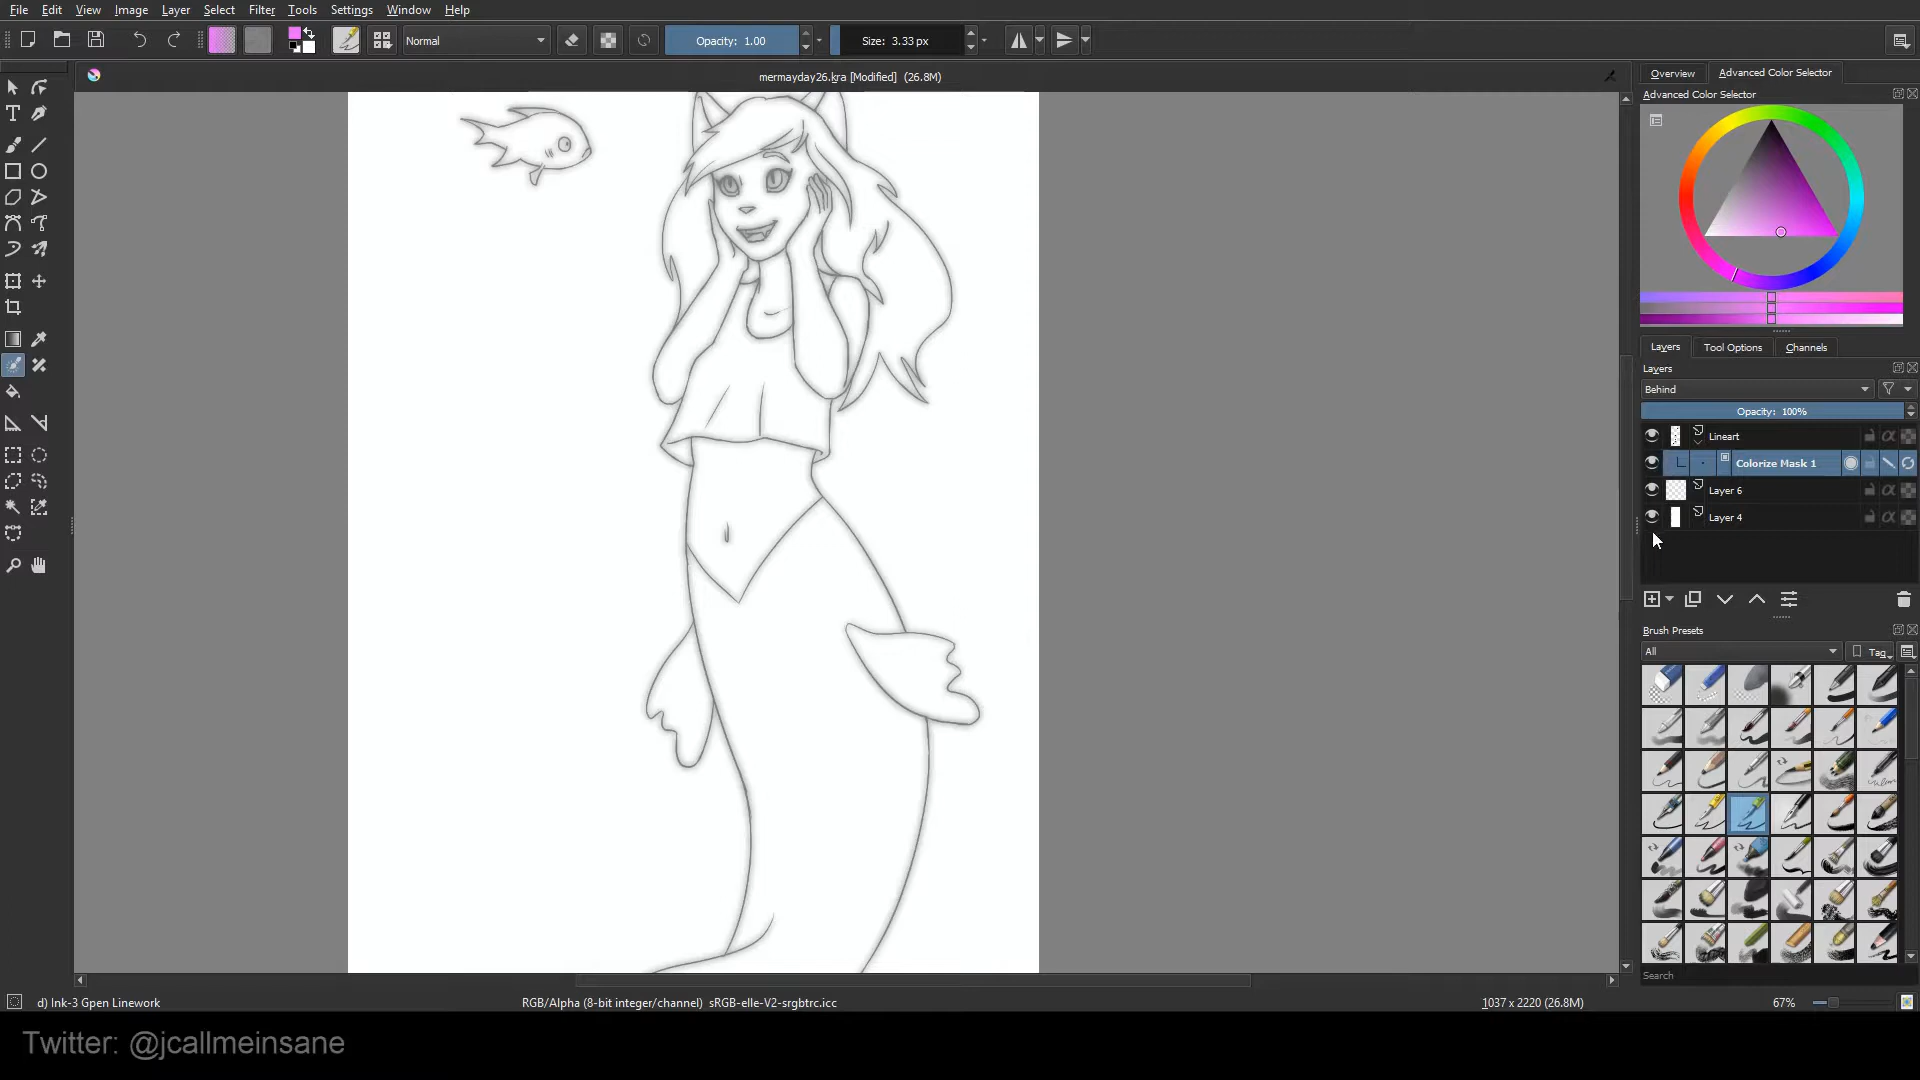 File Edit View Image Layer Select Filter Tools Settings Window Help
Normal Opacity: 1.00 Size: 3.33 px
mermayday26.kra [Modified] (26.8M)
Overview Advanced Color Selector
Advanced Color Selector
Layers Tool Options Channels
Layers
Behind
Opacity: 100%
Lineart
Colorize Mask 1
Layer 6
Layer 4
Brush Presets
All Tag
Search
d) Ink-3 Gpen Linework RGB/Alpha (8-bit integer/channel) sRGB-elle-V2-srgbtrc.icc 1037 x 2220 (26.8M) 67%
Twitter: @jcallmeinsane